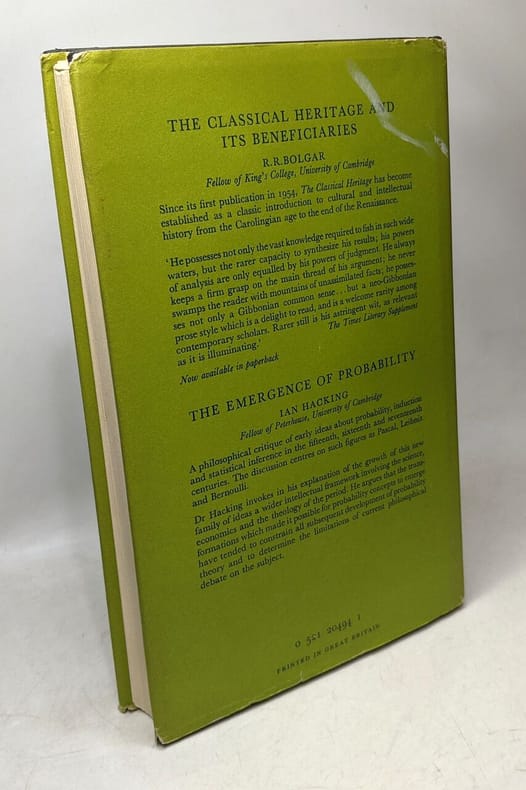 THE CLASSICAL HERITAGE AND
ITS BENEFICIARIES
R.R.BOLGAR
Fellow of King's College, University of Cambridge
Since its first publication in 1954, The Classical Heritage has become
established as a classic introduction to cultural and intellectual
history from the Carolingian age to the end of the Renaissance.
'He possesses not only the vast knowledge required to fish in such wide
waters, but the rarer capacity to synthesize his results; his powers
of analysis are only equalled by his powers of judgment. He always
keeps a firm grasp on the main thread of his argument; he never
swamps the reader with mountains of unassimilated facts; he posses-
ses not only a Gibbonian common sense... but a neo-Gibbonian
prose style which is a delight to read, and is a welcome rarity among
contemporary scholars. Rarer still is his astringent wit, as relevant
as it is illuminating.'
The Times Literary Supplement
Now available in paperback
THE EMERGENCE OF PROBABILITY
IAN HACKING
Fellow of Peterhouse, University of Cambridge
A philosophical critique of early ideas about probability, induction
and statistical inference in the fifteenth, sixteenth and seventeenth
centuries. The discussion centres on such figures as Pascal, Leibniz
and Bernoulli.
Dr Hacking invokes in his explanation of the growth of this new
family of ideas a wider intellectual framework involving the science,
economics and the theology of the period. He argues that the trans-
formations which made it possible for probability concepts to emerge
have tended to constrain all subsequent development of probability
theory and to determine the limitations of current philosophical
debate on the subject.
0 521 20494 1
PRINTED IN GREAT BRITAIN